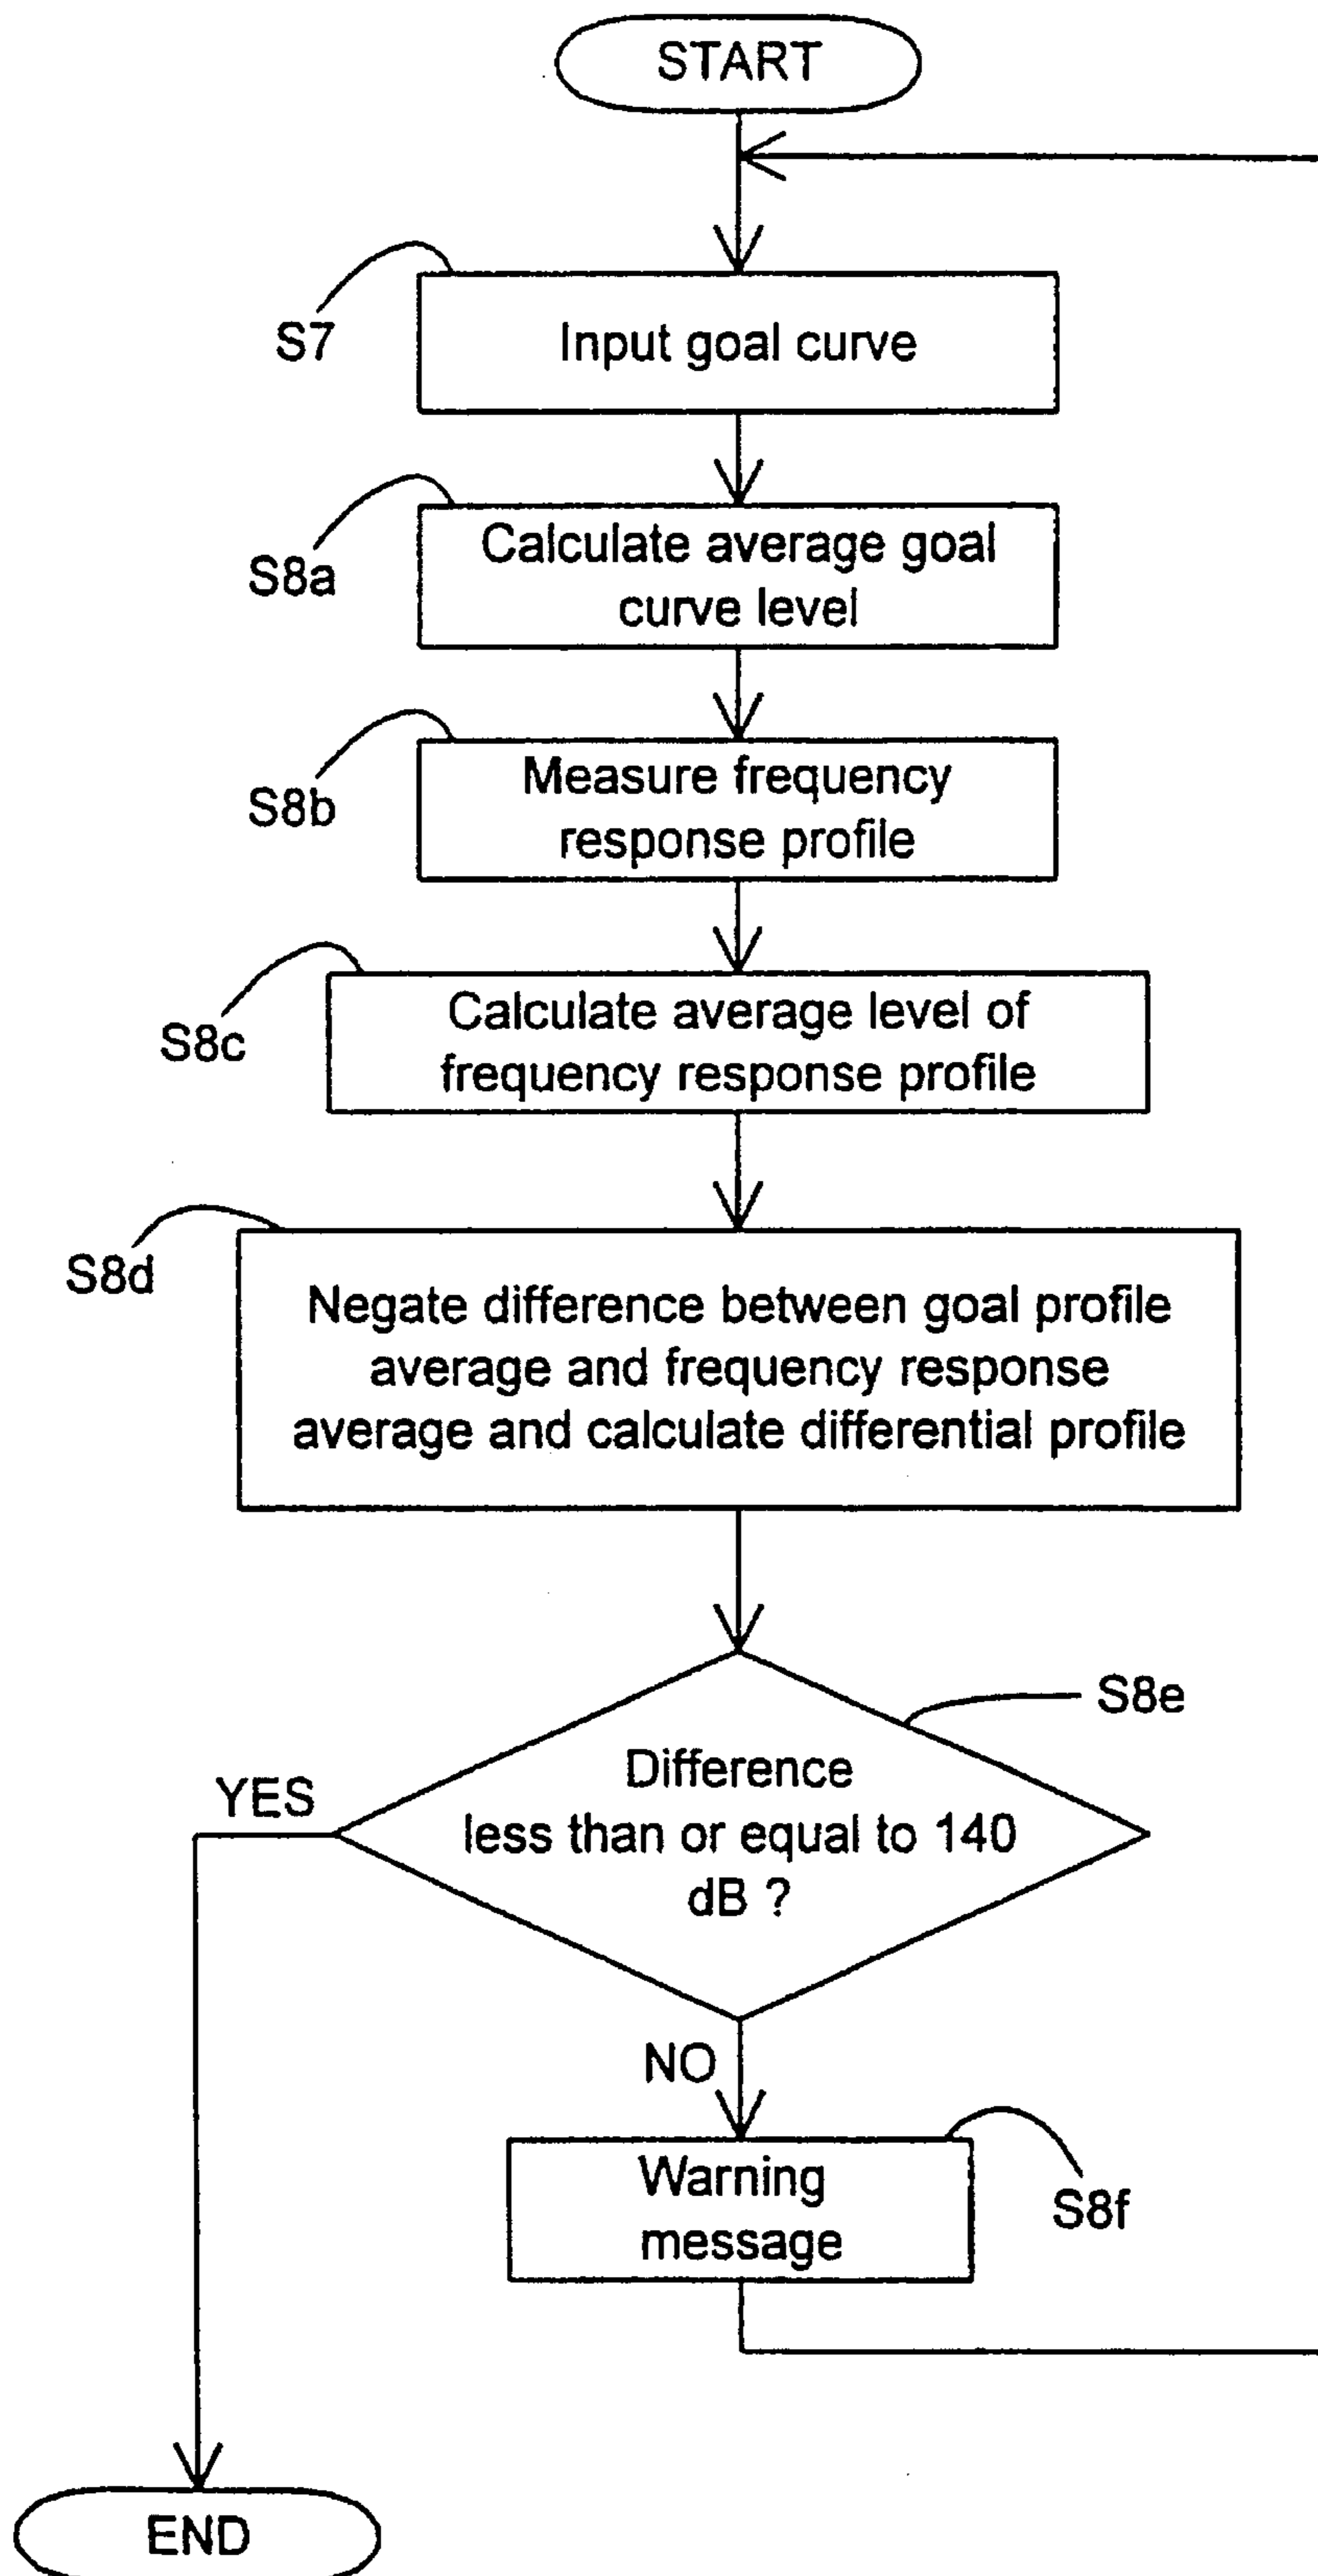 START
S7
Input goal curve
S8a
Calculate average goal
curve level
S8b
Measure frequency
response profile
S8c
Calculate average level of
frequency response profile
S8d
Negate difference between goal profile
average and frequency response
average and calculate differential profile
S8e
Difference
less than or equal to 140
dB ?
YES
NO
Warning
message
S8f
END